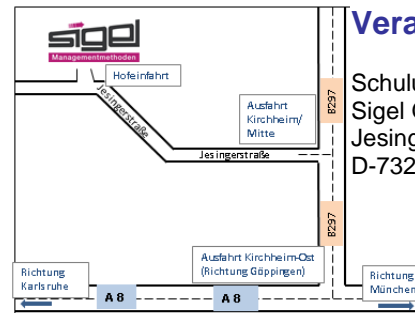 sigel
Managementmethoden
Hofeinfahrt
Jesingerstraße
Ausfahrt
Kirchheim/
Mitte
B297
Jesingerstraße
B297
Ausfahrt Kirchheim-Ost
(Richtung Göppingen)
Richtung
Karlsruhe
A 8
A 8
Richtung
München
Vera
Schulu
Sigel
Jesing
D-732